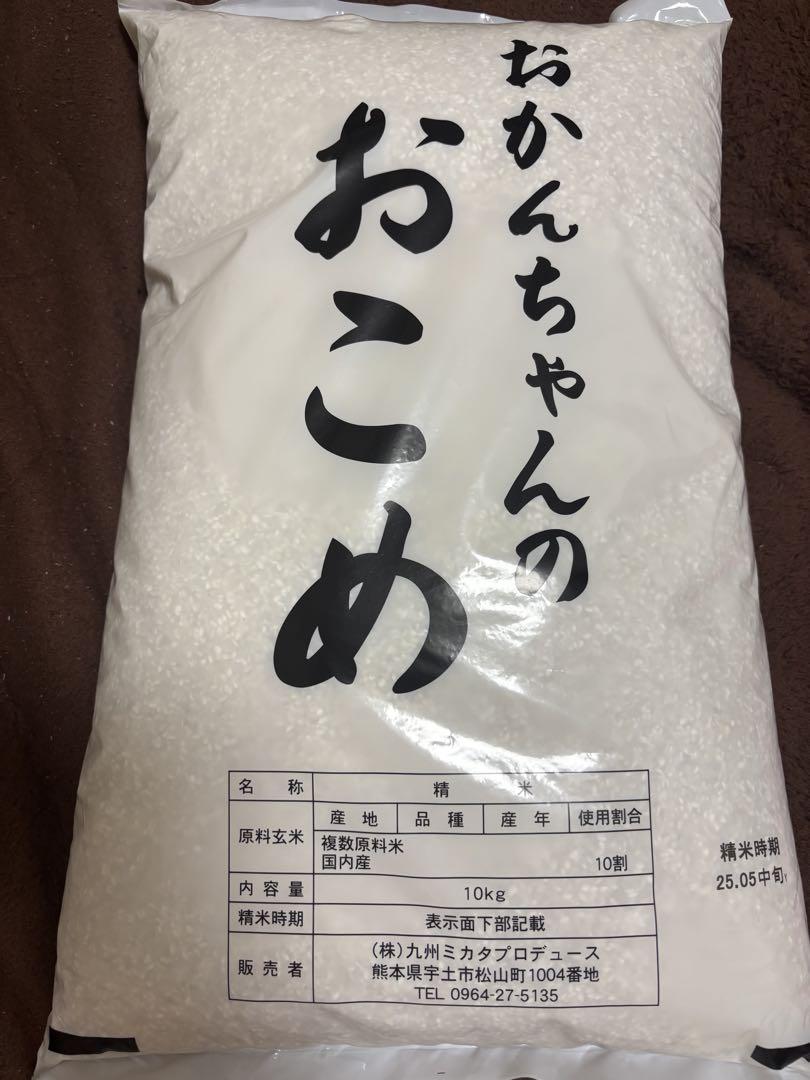 おかんちゃんの
おこめ
名称 精米
原料玄米 産地 品種 産年 使用割合
複数原料米
国内産 10割
内容量 10kg
精米時期 表示面下部記載
販売者 (株)九州ミカタプロデュース
熊本県宇土市松山町1004番地
TEL 0964-27-5135
精米時期
25.05中旬